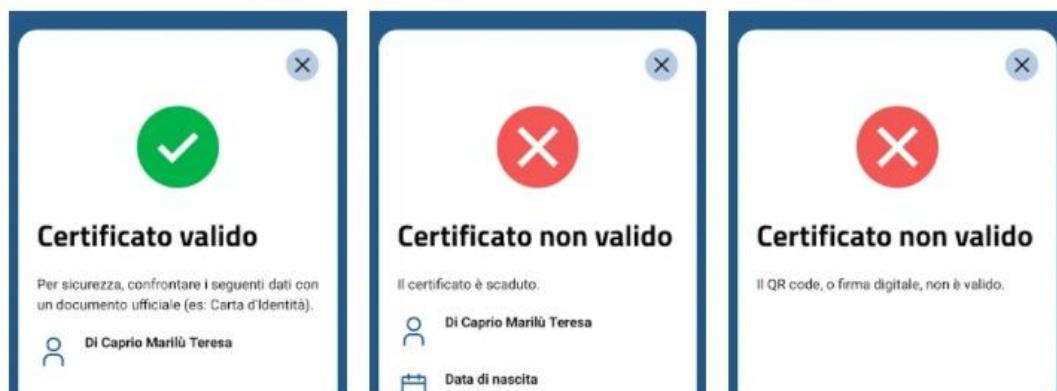 Certificato valido
Per sicurezza, confrontare i seguenti dati con
un documento ufficiale (es: Carta d'Identità).
Di Caprio Marilù Teresa
Certificato non valido
Il certificato è scaduto.
Di Caprio Marilù Teresa
Data di nascita
Certificato non valido
Il QR code, o firma digitale, non è valido.